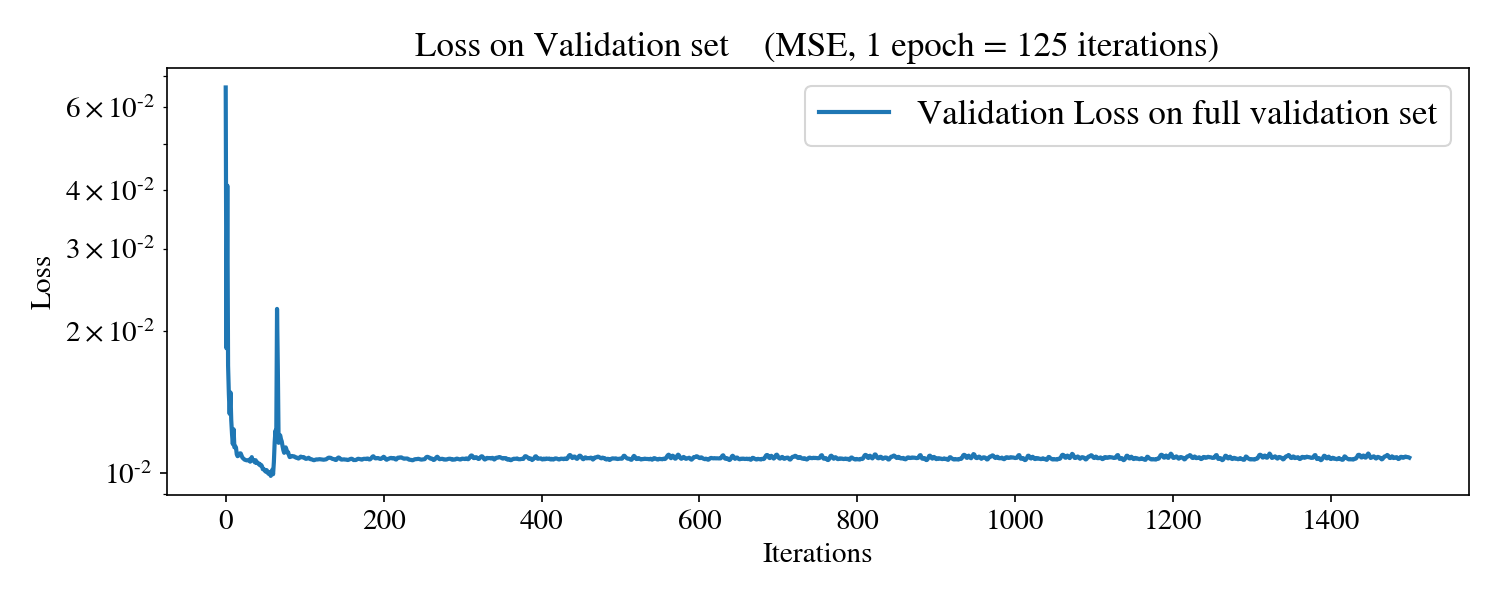 Loss on Validation set (MSE, 1 epoch = 125 iterations)
Validation Loss on full validation set
6×10⁻²
4×10⁻²
3×10⁻²
2×10⁻²
10⁻²
Loss
0 200 400 600 800 1000 1200 1400
Iterations